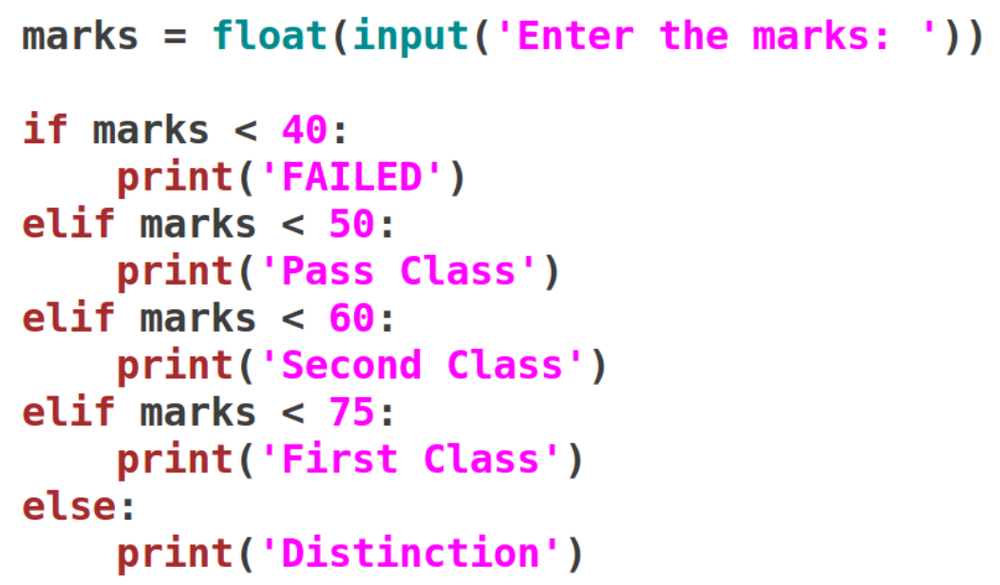 marks = float(input('Enter the marks: '))

if marks < 40:
    print('FAILED')
elif marks < 50:
    print('Pass Class')
elif marks < 60:
    print('Second Class')
elif marks < 75:
    print('First Class')
else:
    print('Distinction')